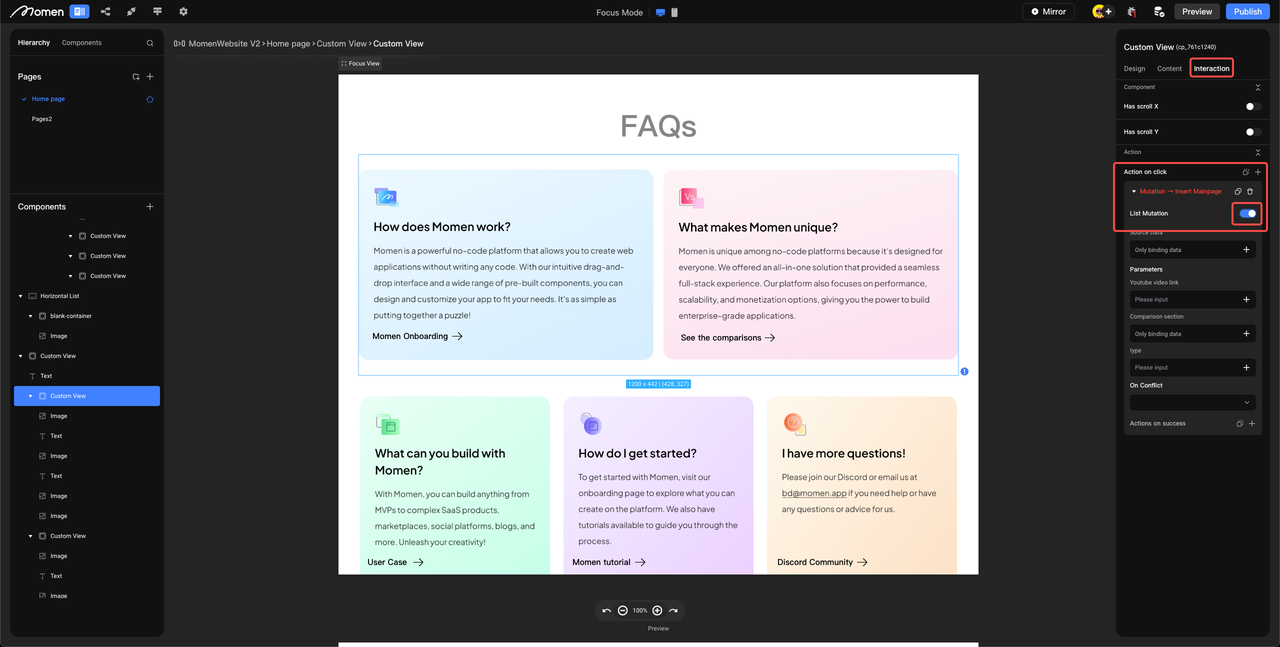 Momen
Focus Mode
Mirror
Preview
Publish
Hierarchy
Components
Pages
Home page
Pages2
Components
Custom View
Custom View
Custom View
Horizontal List
blank-container
Image
Custom View
Text
Custom View
Image
Text
Image
Text
Image
Image
Custom View
Image
Text
Image
MomenWebsite V2 › Home page › Custom View › Custom View
Focus View
FAQs
How does Momen work?
Momen is a powerful no-code platform that allows you to create web
applications without writing any code. With our intuitive drag-and-
drop interface and a wide range of pre-built components, you can
design and customize your app to fit your needs. It's as simple as
putting together a puzzle!
Momen Onboarding
VS
What makes Momen unique?
Momen is unique among no-code platforms because it's designed for
everyone. We offered an all-in-one solution that provided a seamless
full-stack experience. Our platform also focuses on performance,
scalability, and monetization options, giving you the power to build
enterprise-grade applications.
See the comparisons
1200 x 442 | (428, 327)
What can you build with
Momen?
With Momen, you can build anything from
MVPs to complex SaaS products,
marketplaces, social platforms, blogs, and
more. Unleash your creativity!
User Case
How do I get started?
To get started with Momen, visit our
onboarding page to explore what you can
create on the platform. We also have
tutorials available to guide you through the
process.
Momen tutorial
I have more questions!
Please join our Discord or email us at
bd@momen.app if you need help or have
any questions or advice for us.
Discord Community
100%
Preview
Custom View (cp_761c1240)
Design
Content
Interaction
Component
Has scroll X
Has scroll Y
Action
Action on click
Mutation → Insert Mainpage
List Mutation
Source Data
Only binding data
Parameters
Youtube video link
Please input
Comparison section
Only binding data
type
Please input
On Conflict
Actions on success